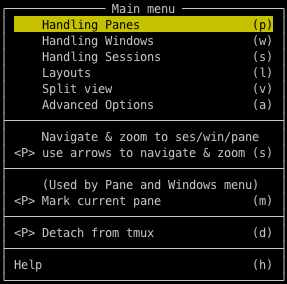 Main menu
Handling Panes (p)
Handling Windows (w)
Handling Sessions (s)
Layouts (l)
Split view (v)
Advanced Options (a)
Navigate & zoom to ses/win/pane
<P> use arrows to navigate & zoom (s)
(Used by Pane and Windows menu)
<P> Mark current pane (m)
<P> Detach from tmux (d)
Help (h)